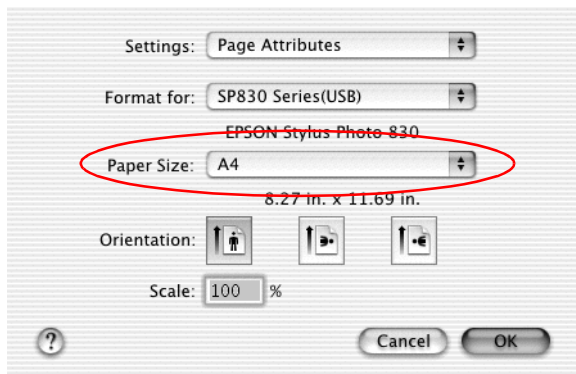 Settings: Page Attributes
Format for: SP830 Series(USB)
EPSON Stylus Photo 830
Paper Size: A4
8.27 in. x 11.69 in.
Orientation:
Scale: 100 %
? Cancel OK